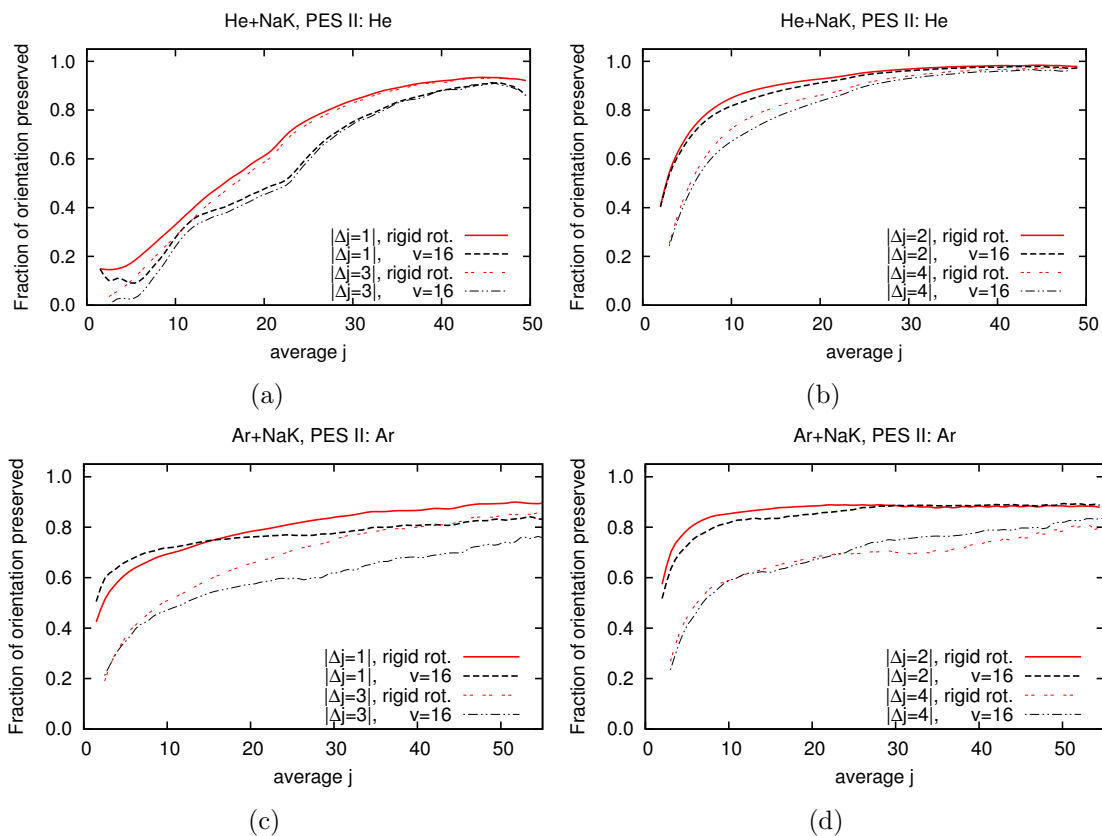 He+NaK, PES II: He
Fraction of orientation preserved
1.0
0.8
0.6
0.4
0.2
0.0
|Δj=1|, rigid rot.
|Δj=1|, v=16
|Δj=3|, rigid rot.
|Δj=3|, v=16
0 10 20 30 40 50
average j
(a)
He+NaK, PES II: He
Fraction of orientation preserved
1.0
0.8
0.6
0.4
0.2
0.0
|Δj=2|, rigid rot.
|Δj=2|, v=16
|Δj=4|, rigid rot.
|Δj=4|, v=16
0 10 20 30 40 50
average j
(b)
Ar+NaK, PES II: Ar
Fraction of orientation preserved
1.0
0.8
0.6
0.4
0.2
0.0
|Δj=1|, rigid rot.
|Δj=1|, v=16
|Δj=3|, rigid rot.
|Δj=3|, v=16
0 10 20 30 40 50
average j
(c)
Ar+NaK, PES II: Ar
Fraction of orientation preserved
1.0
0.8
0.6
0.4
0.2
0.0
|Δj=2|, rigid rot.
|Δj=2|, v=16
|Δj=4|, rigid rot.
|Δj=4|, v=16
0 10 20 30 40 50
average j
(d)